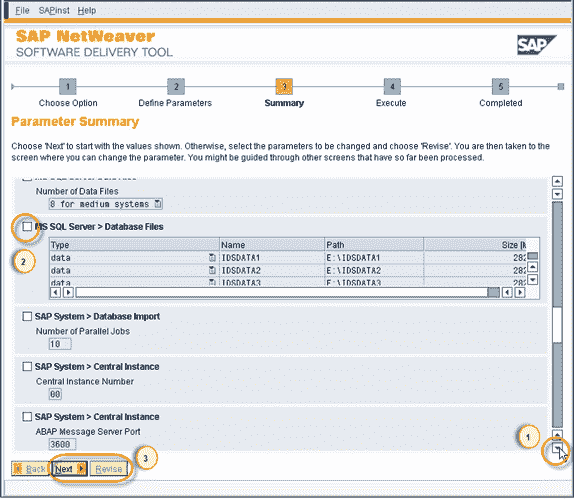 File SAPinst Help
SAP NetWeaver
SOFTWARE DELIVERY TOOL
SAP
1 2 3 4 5
Choose Option Define Parameters Summary Execute Completed
Parameter Summary
Choose 'Next' to start with the values shown. Otherwise, select the parameters to be changed and choose 'Revise'. You are then taken to the
screen where you can change the parameter. You might be guided through other screens that have so far been processed.
Number of Data Files
8 for medium systems
MS SQL Server > Database Files
2
Type Name Path Size [M
data IDSDATA1 E:\IDSDATA1 282
data IDSDATA2 E:\IDSDATA2 282
data IDSDATA3 E:\IDSDATA3 282
SAP System > Database Import
Number of Parallel Jobs
10
SAP System > Central Instance
Central Instance Number
00
SAP System > Central Instance
ABAP Message Server Port
3600
1
Back Next Revise
3